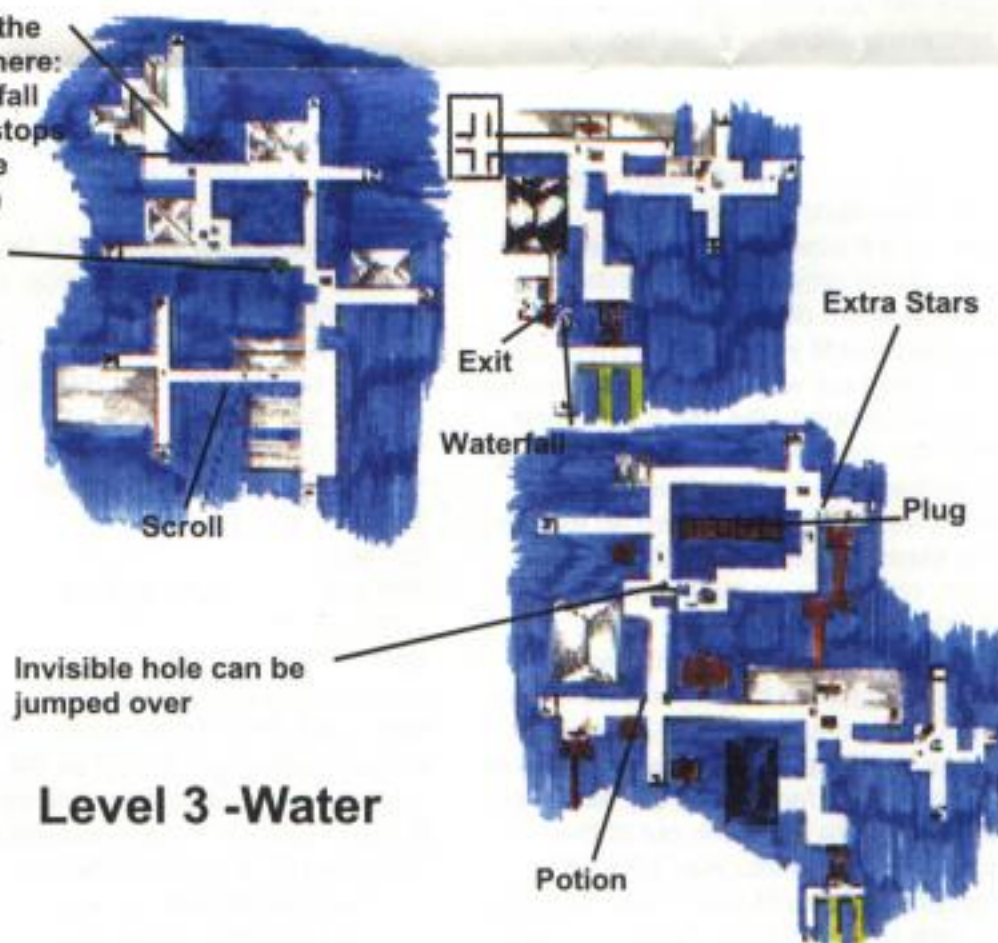 the
here:
fall
stops
e
Exit
Extra Stars
Waterfall
Scroll
Plug
Invisible hole can be
jumped over
Level 3 -Water
Potion